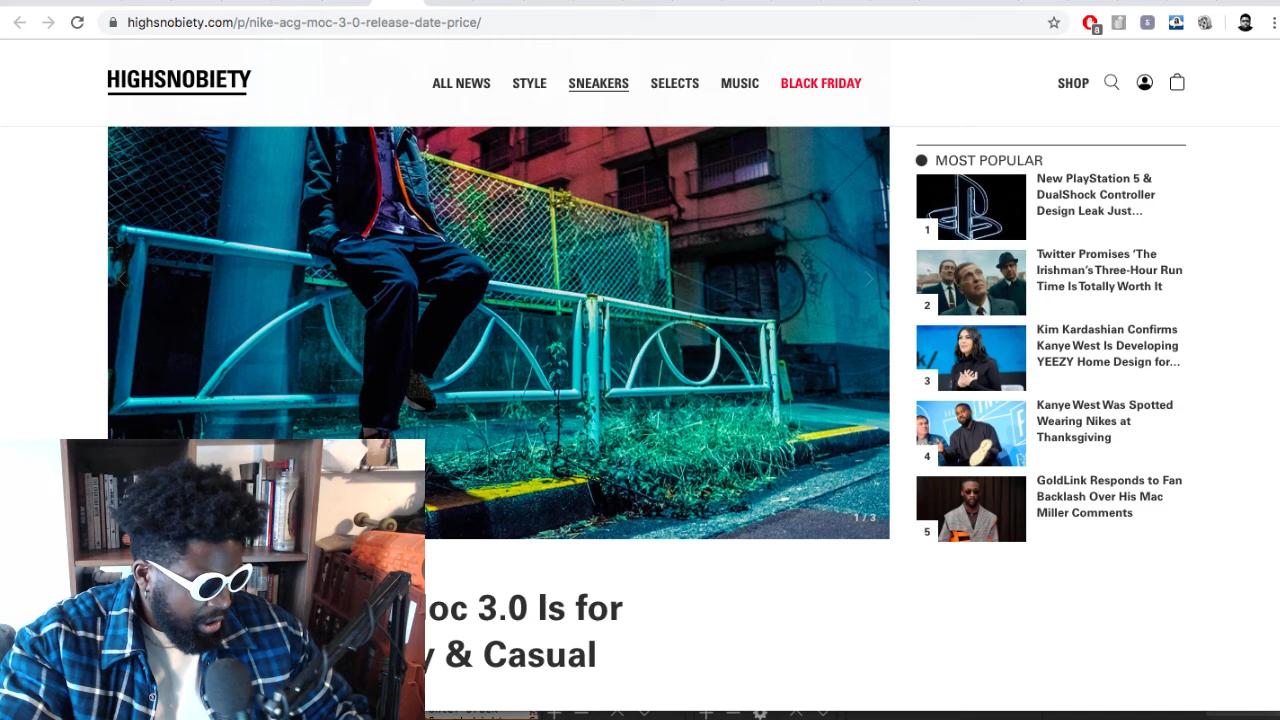 highsnobiety.com/p/nike-acg-moc-3-0-release-date-price/
8
HIGHSNOBIETY
ALL NEWS STYLE SNEAKERS SELECTS MUSIC BLACK FRIDAY
SHOP
1 / 3
oc 3.0 Is for
& Casual
MOST POPULAR
1
New PlayStation 5 &
DualShock Controller
Design Leak Just...
2
Twitter Promises 'The
Irishman's Three-Hour Run
Time Is Totally Worth It
3
Kim Kardashian Confirms
Kanye West Is Developing
YEEZY Home Design for...
4
Kanye West Was Spotted
Wearing Nikes at
Thanksgiving
5
GoldLink Responses to Fan
Backlash Over His Mac
Miller Comments